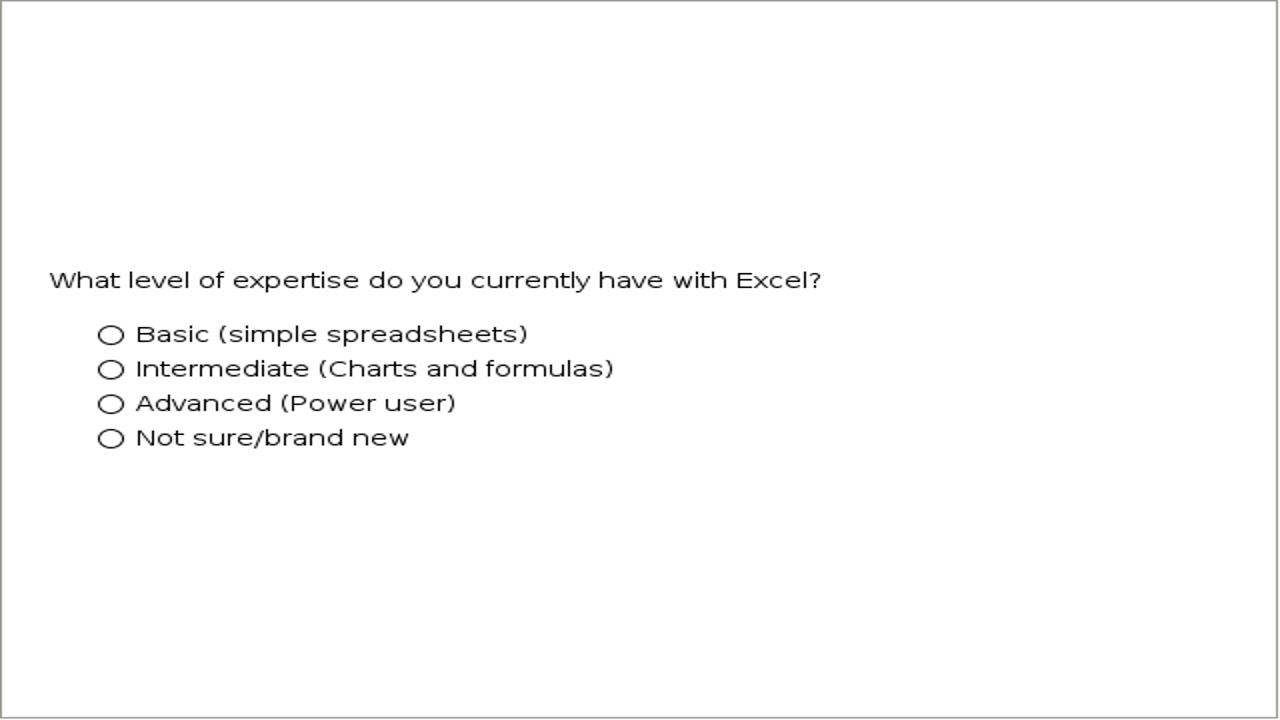 What level of expertise do you currently have with Excel?
Basic (simple spreadsheets)
Intermediate (Charts and formulas)
Advanced (Power user)
Not sure/brand new